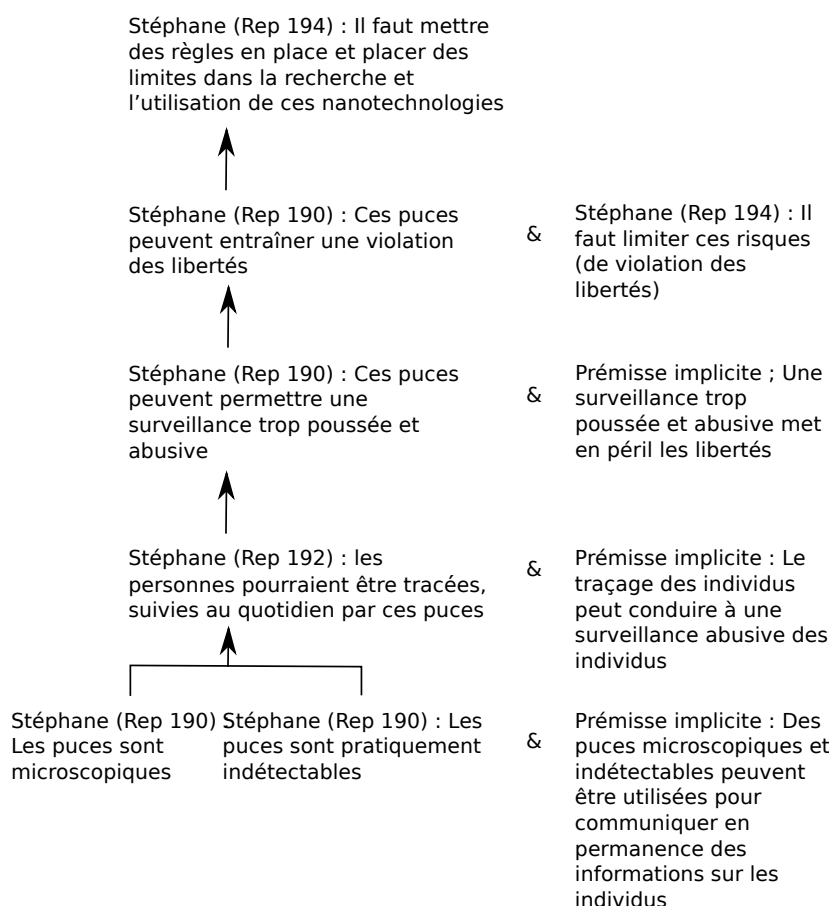 Stéphane (Rep 194) : Il faut mettre
des règles en place et placer des
limites dans la recherche et
l'utilisation de ces nanotechnologies
Stéphane (Rep 190) : Ces puces
peuvent entraîner une violation
des libertés
&
Stéphane (Rep 194) : Il
faut limiter ces risques
(de violation des
libertés)
Stéphane (Rep 190) : Ces puces
peuvent permettre une
surveillance trop poussée et
abusive
&
Prémisse implicite ; Une
surveillance trop
poussée et abusive met
en péril les libertés
Stéphane (Rep 192) : les
personnes pourraient être tracées,
suivies au quotidien par ces puces
&
Prémisse implicite : Le
traçage des individus
peut conduire à une
surveillance abusive des
individus
Stéphane (Rep 190)
Les puces sont
microscopiques
Stéphane (Rep 190) : Les
puces sont pratiquement
indétectables
&
Prémisse implicite : Des
puces microscopiques et
indétectables peuvent
être utilisées pour
communiquer en
permanence des
informations sur les
individus